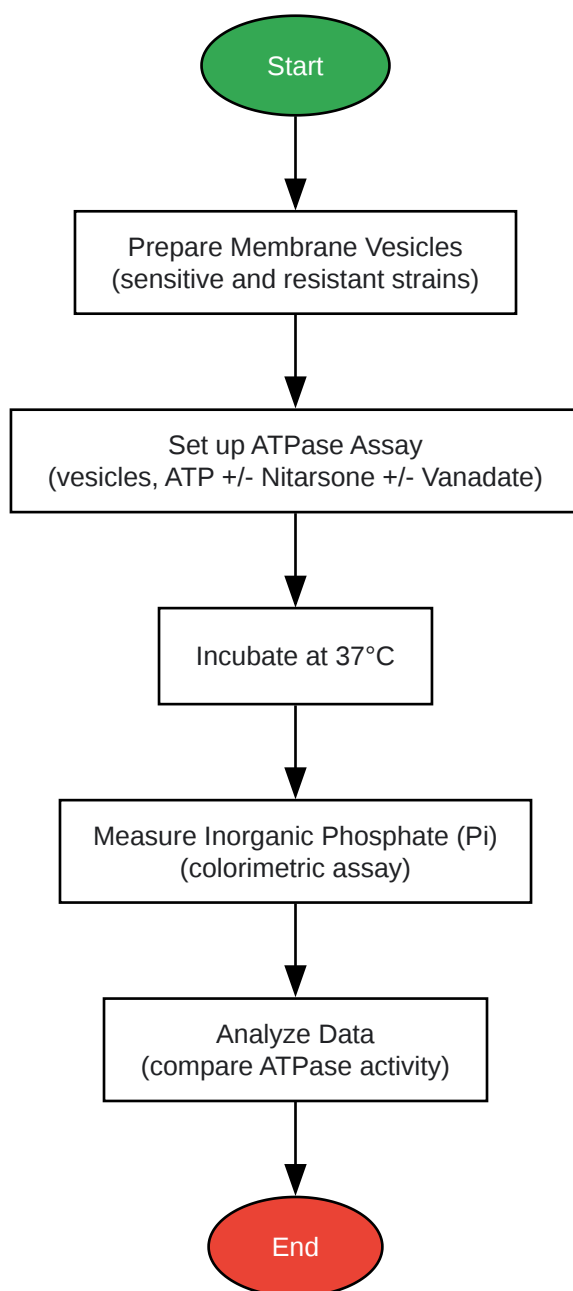 Start
Prepare Membrane Vesicles
(sensitive and resistant strains)
Set up ATPase Assay
(vesicles, ATP +/- Nitarsone +/- Vanadate)
Incubate at 37°C
Measure Inorganic Phosphate (Pi)
(colorimetric assay)
Analyze Data
(compare ATPase activity)
End